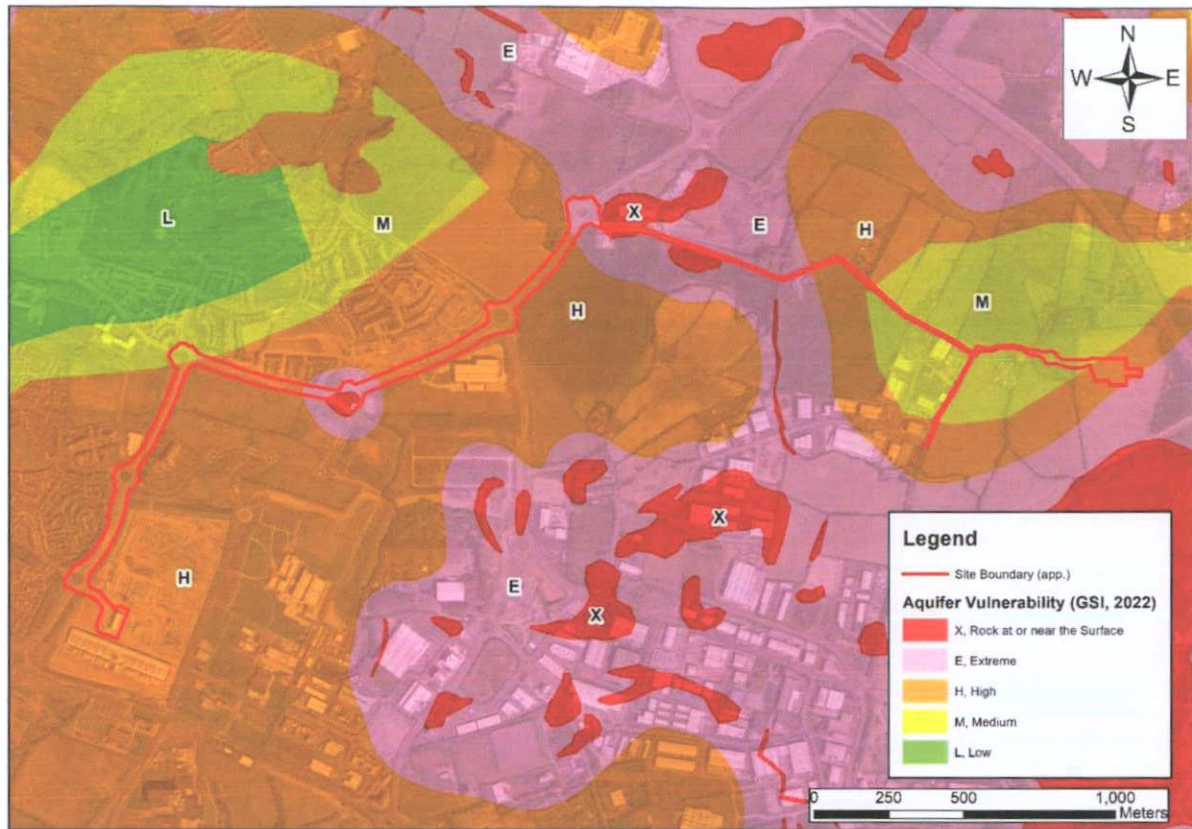 E
N
W E
S
L
M
X
E
H
H
M
X
H
E
X
Legend
Site Boundary (app.)
Aquifer Vulnerability (GSI, 2022)
X, Rock at or near the Surface
E, Extreme
H, High
M, Medium
L, Low
0 250 500 1,000
Meters